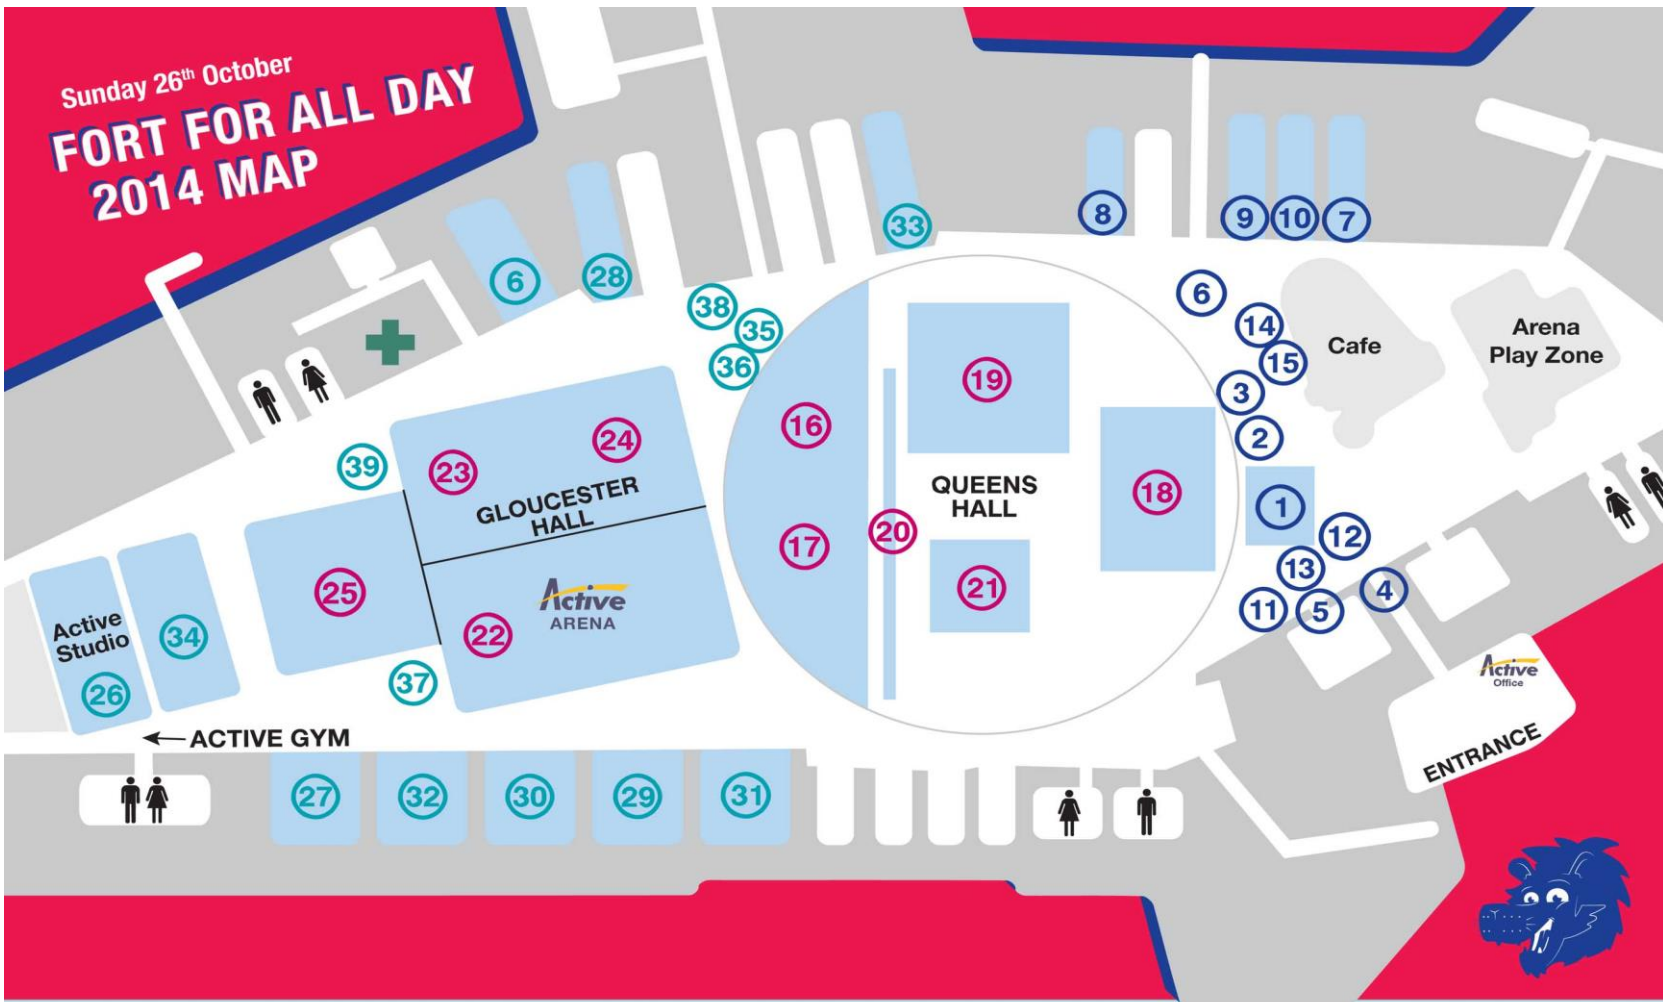 Sunday 26th October
FORT FOR ALL DAY
2014 MAP
33
8
9
10
7
6
28
6
38
35
36
14
15
Cafe
Arena
Play Zone
19
3
2
16
24
23
39
GLOUCESTER
HALL
QUEENS
HALL
18
1
20
17
12
13
25
Active
ARENA
22
21
11
5
4
Active
Studio
34
26
37
Active
Office
ENTRANCE
ACTIVE GYM
27
32
30
29
31